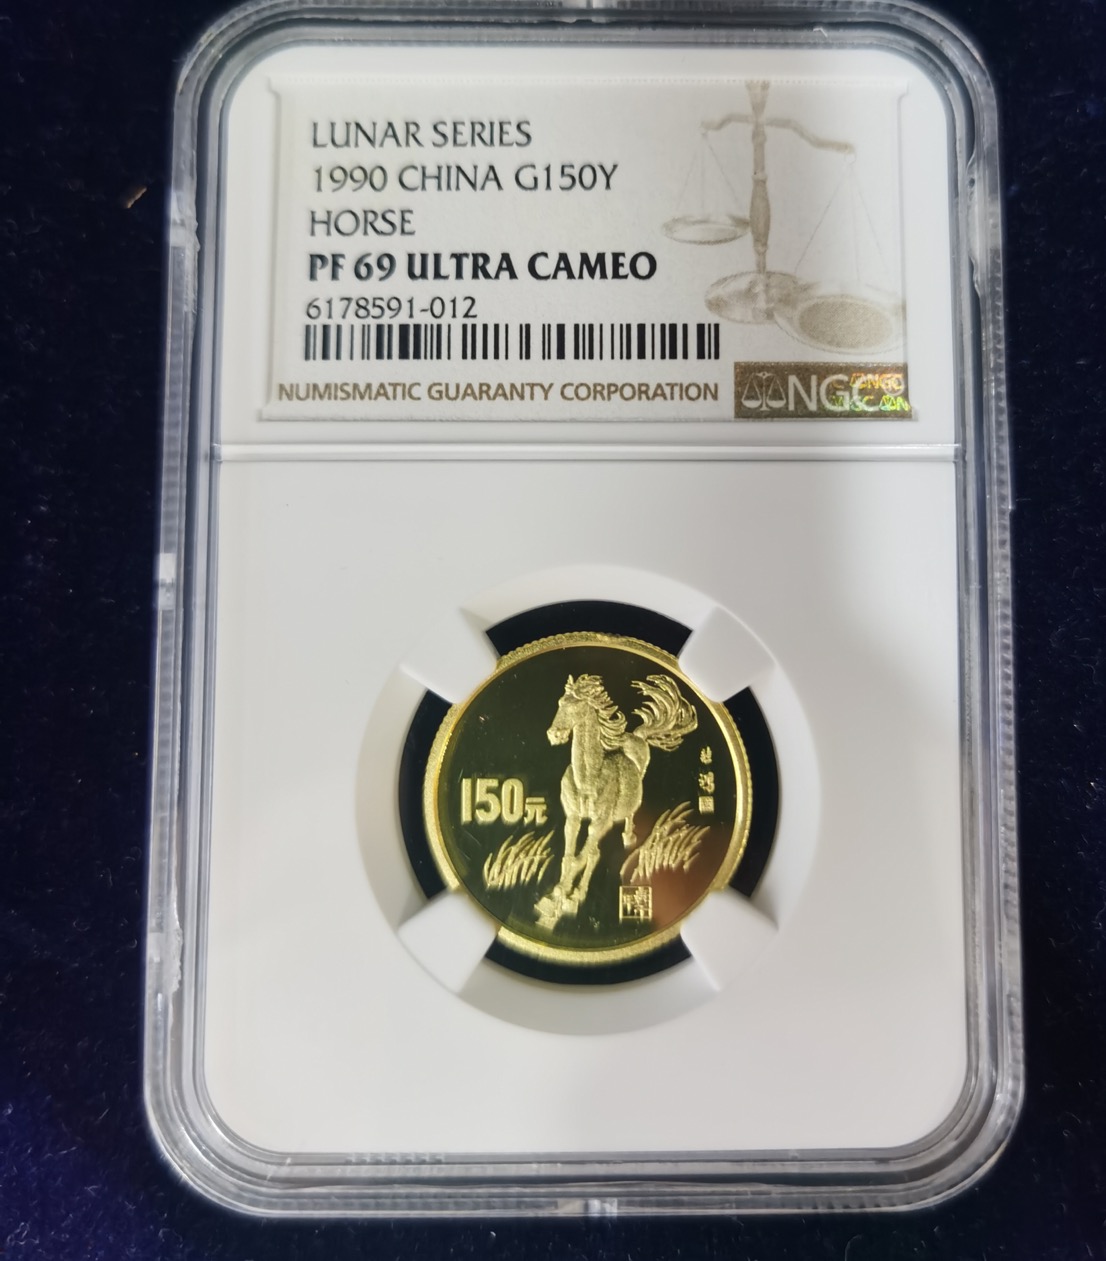 LUNAR SERIES
1990 CHINA G150Y
HORSE
PF 69 ULTRA CAMEO
6178591-012
NUMISMATIC GUARANTY CORPORATION
NGC
150元